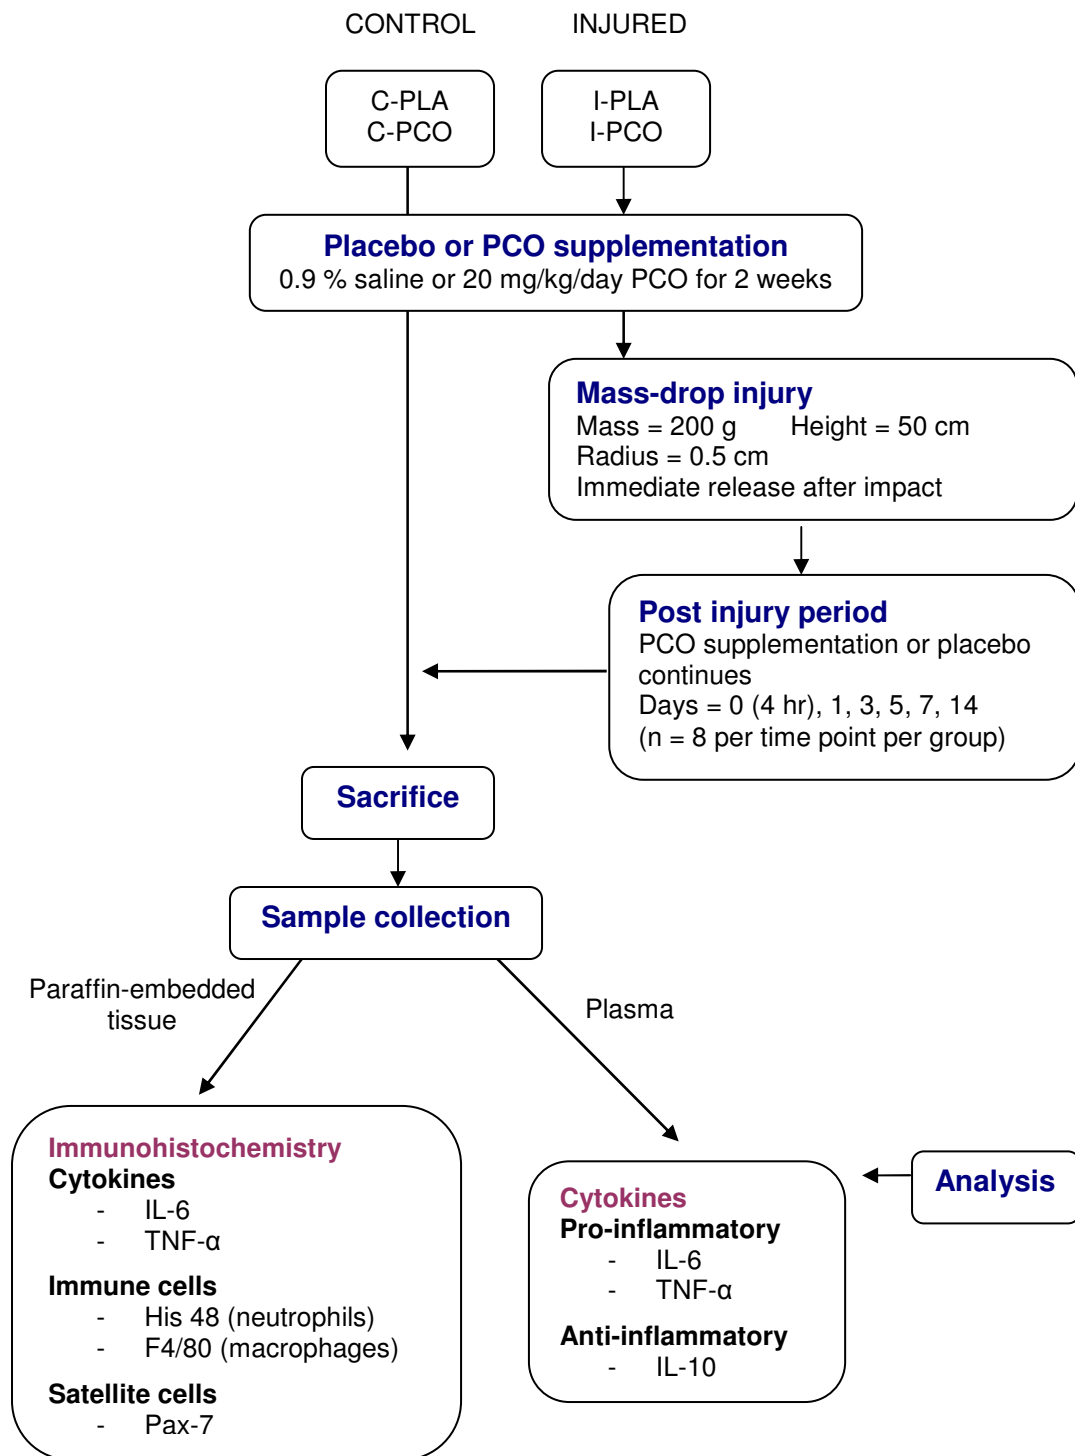 CONTROL INJURED
C-PLA
C-PCO
I-PLA
I-PCO
Placebo or PCO supplementation
0.9 % saline or 20 mg/kg/day PCO for 2 weeks
Mass-drop injury
Mass = 200 g Height = 50 cm
Radius = 0.5 cm
Immediate release after impact
Post injury period
PCO supplementation or placebo
continues
Days = 0 (4 hr), 1, 3, 5, 7, 14
(n = 8 per time point per group)
Sacrifice
Sample collection
Paraffin-embedded
tissue
Plasma
Immunohistochemistry
Cytokines
- IL-6
- TNF-α
Immune cells
- His 48 (neutrophils)
- F4/80 (macrophages)
Satellite cells
- Pax-7
Cytokines
Pro-inflammatory
- IL-6
- TNF-α
Anti-inflammatory
- IL-10
Analysis